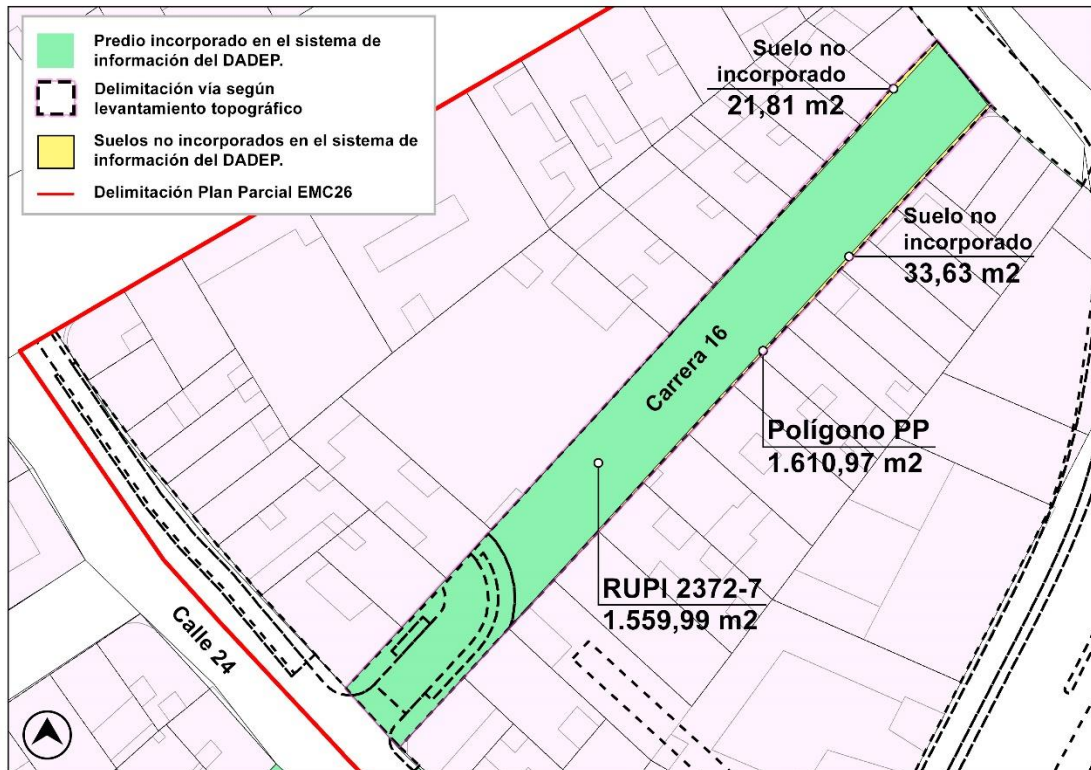 Predio incorporado en el sistema de
información del DADEP.
Delimitación vía según
levantamiento topográfico
Suelos no incorporados en el sistema de
información del DADEP.
Delimitación Plan Parcial EMC26
Suelo no
incorporado
21,81 m2
Suelo no
incorporado
33,63 m2
Carrera 16
Polígono PP
1.610,97 m2
RUPI 2372-7
1.559,99 m2
Calle 24